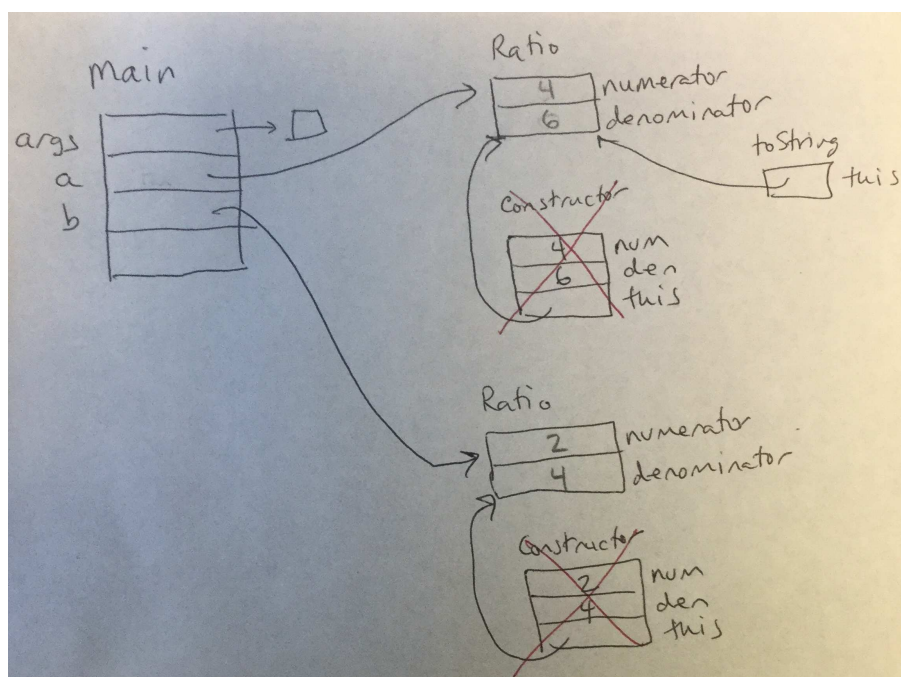 Main
args
a
b
Ratio
4 numerator
6 denominator
toString
this
Constructor
4 num
6 den
this
Ratio
2 numerator
4 denominator
Constructor
2 num
4 den
this